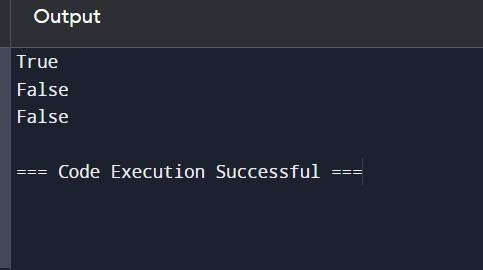 Output
True
False
False
=== Code Execution Successful ===